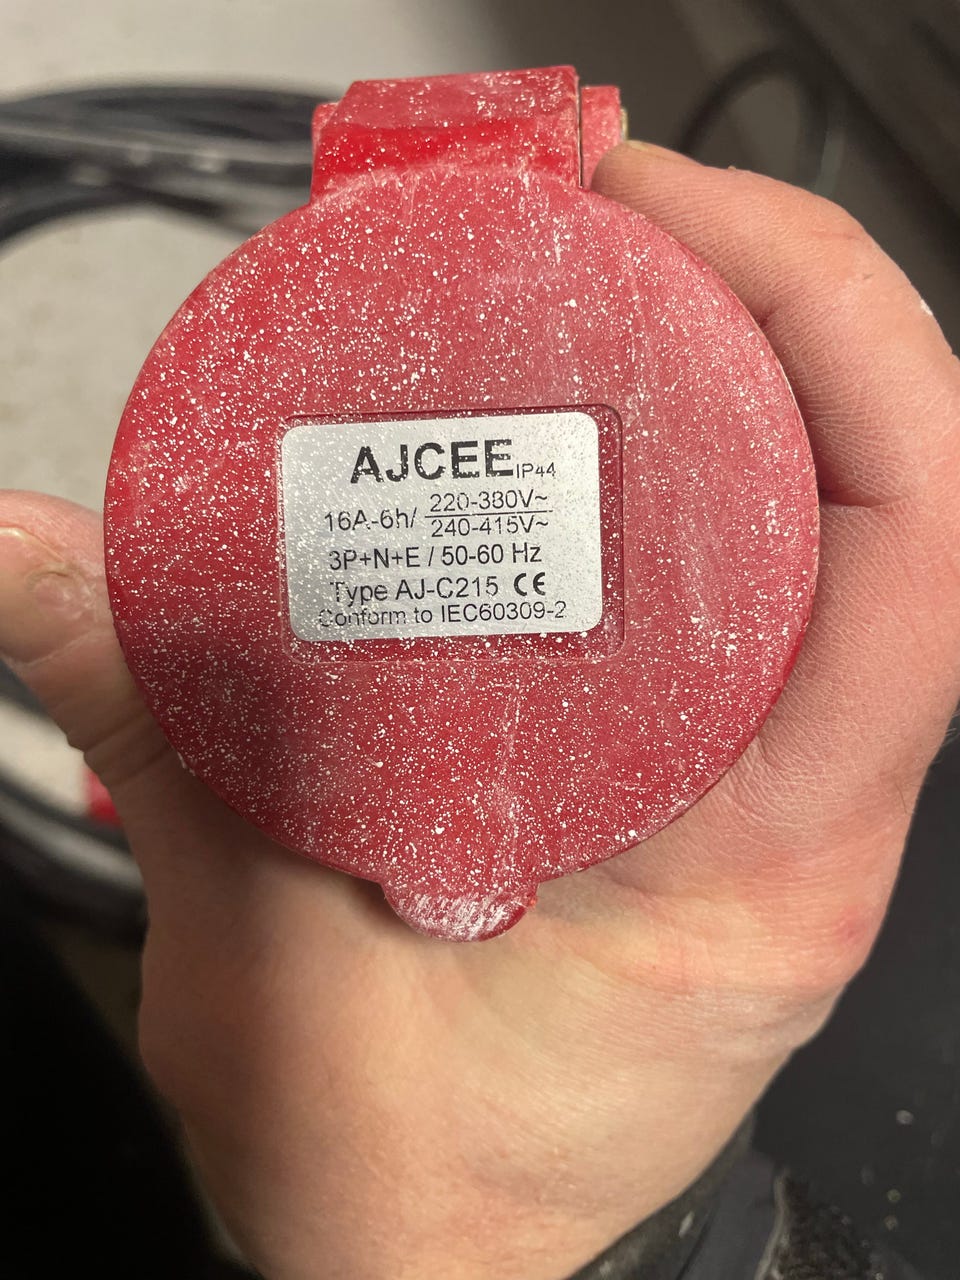 AJCEE IP44
16A-6h/ 220-380V~
240-415V~
3P+N+E / 50-60 Hz
Type AJ-C215 CE
Conform to IEC60309-2